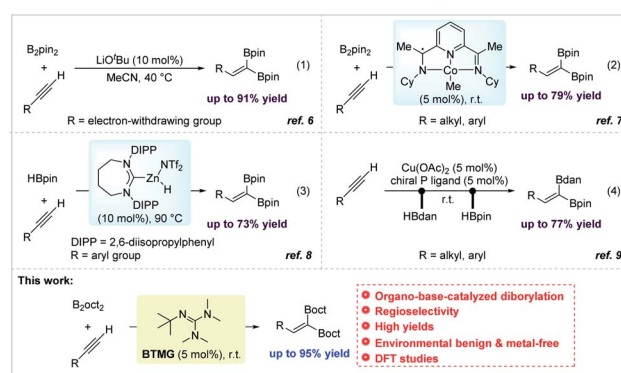 B₂pin₂
+
H
R
LiOᵗBu (10 mol%)
MeCN, 40 °C
Bpin
R
Bpin
(1)
up to 91% yield
R = electron-withdrawing group
ref. 6
B₂pin₂
+
H
R
Me
*
N
Me
N
Co
N
Cy
Me
Cy
(5 mol%), r.t.
Bpin
R
Bpin
(2)
up to 79% yield
R = alkyl, aryl
ref. 7
HBpin
+
H
R
DIPP
N
NTf₂
Zn
N
H
DIPP
(10 mol%), 90 °C
Bpin
R
Bpin
(3)
up to 73% yield
DIPP = 2,6-diisopropylphenyl
R = aryl group
ref. 8
H
R
Cu(OAc)₂ (5 mol%)
chiral P ligand (5 mol%)
r.t.
HBdan
HBpin
Bdan
R
Bpin
(4)
up to 77% yield
R = alkyl, aryl
ref. 9
This work:
B₂oct₂
+
H
R
N
N
N
BTMG (5 mol%), r.t.
Boct
R
Boct
up to 95% yield
Organo-base-catalyzed diborylation
Regioselectivity
High yields
Environmental benign & metal-free
DFT studies